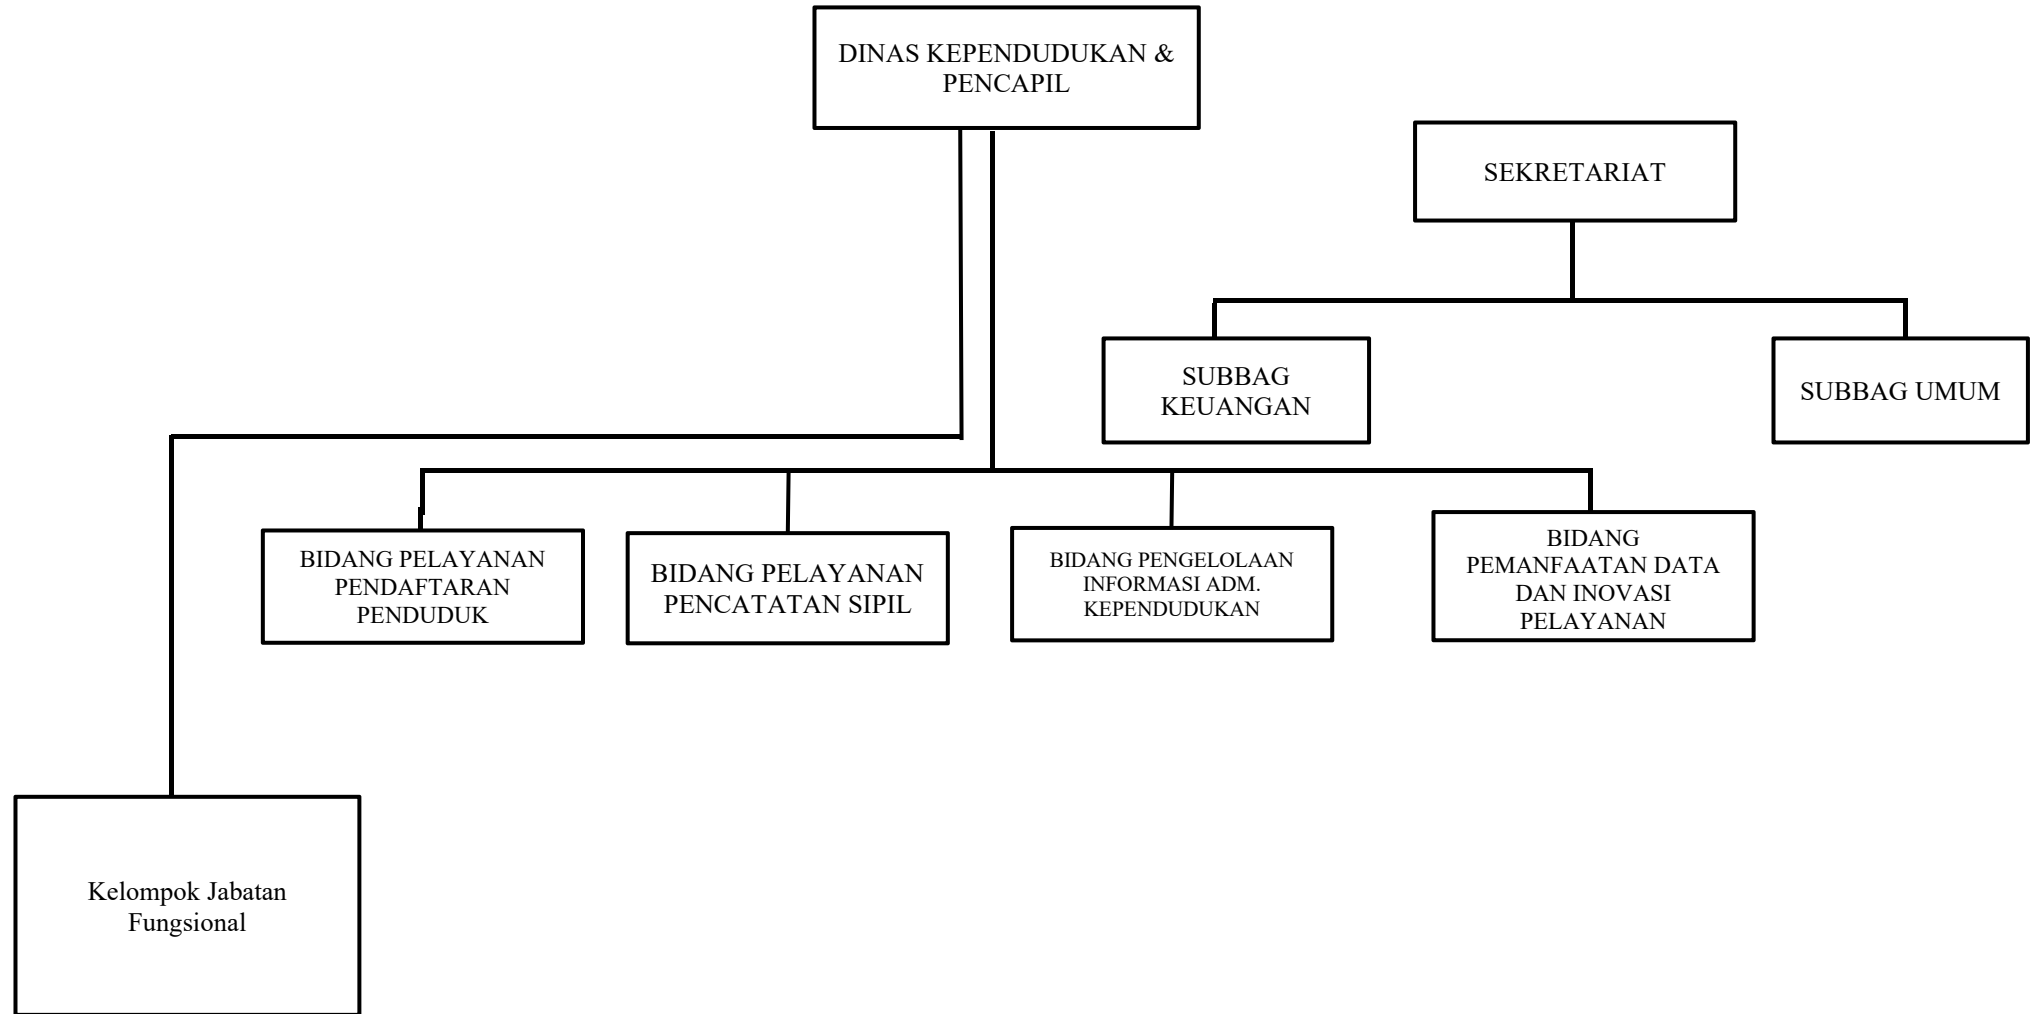 DINAS KEPENDUDUKAN &
PENCAPIL
SEKRETARIAT
SUBBAG
KEUANGAN
SUBBAG UMUM
BIDANG PELAYANAN
PENDAFTARAN
PENDUDUK
BIDANG PELAYANAN
PENCATATAN SIPIL
BIDANG PENGELOLAAN
INFORMASI ADM.
KEPENDUDUKAN
BIDANG
PEMANFAATAN DATA
DAN INOVASI
PELAYANAN
Kelompok Jabatan
Fungsional